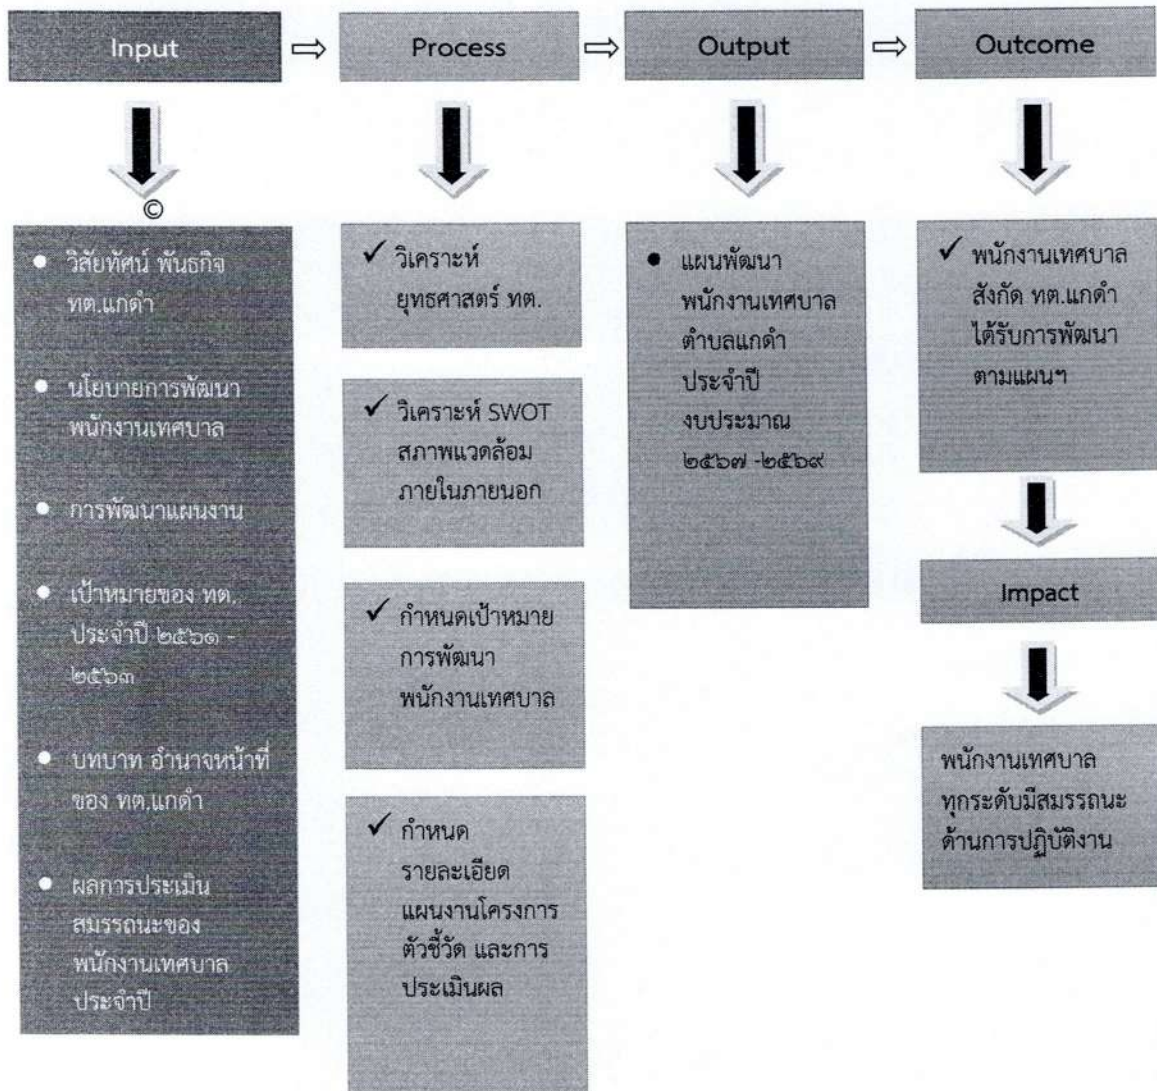 Input
Process
Output
Outcome
©
วิสัยทัศน์ พันธกิจ
ทต.แกดำ
นโยบายการพัฒนา
พนักงานเทศบาล
การพัฒนาแผนงาน
เป้าหมายของ ทต.
ประจำปี ๒๕๖๑ -
๒๕๖๓
บทบาท อำนาจหน้าที่
ของ ทต.แกดำ
ผลการประเมิน
สมรรถนะของ
พนักงานเทศบาล
ประจำปี
✓ วิเคราะห์
ยุทธศาสตร์ ทต.
✓ วิเคราะห์ SWOT
สภาพแวดล้อม
ภายในภายนอก
✓ กำหนดเป้าหมาย
การพัฒนา
พนักงานเทศบาล
✓ กำหนด
รายละเอียด
แผนงานโครงการ
ตัวชี้วัด และการ
ประเมินผล
แผนพัฒนา
พนักงานเทศบาล
ตำบลแกดำ
ประจำปี
งบประมาณ
๒๕๖๗ -๒๕๖๙
✓ พนักงานเทศบาล
สังกัด ทต.แกดำ
ได้รับการพัฒนา
ตามแผนฯ
Impact
พนักงานเทศบาล
ทุกระดับมีสมรรถนะ
ด้านการปฏิบัติงาน